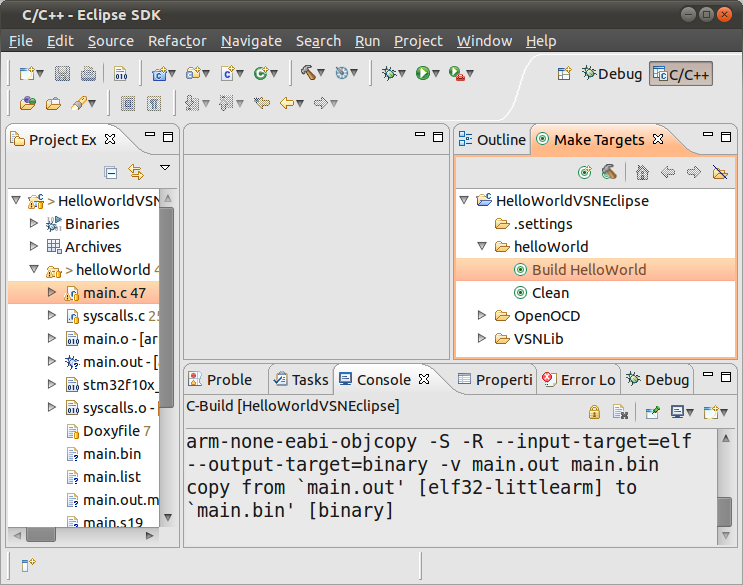 C/C++ - Eclipse SDK
File Edit Source Refactor Navigate Search Run Project Window Help
Debug C/C++
Project Ex
Outline Make Targets
> HelloWorldVSN
Binaries
Archives
> helloWorld 4
main.c 47
syscalls.c 25
main.o - [ar
main.out - [
stm32f10x_
syscalls.o - [
Doxyfile 7
main.bin
main.list
main.out.m
main.s19
HelloWorldVSNEclipse
.settings
helloWorld
Build HelloWorld
Clean
OpenOCD
VSNLib
Proble Tasks Console Properti Error Lo Debug
C-Build [HelloWorldVSNEclipse]
arm-none-eabi-objcopy -S -R --input-target=elf
--output-target=binary -v main.out main.bin
copy from `main.out' [elf32-littlearm] to
`main.bin' [binary]